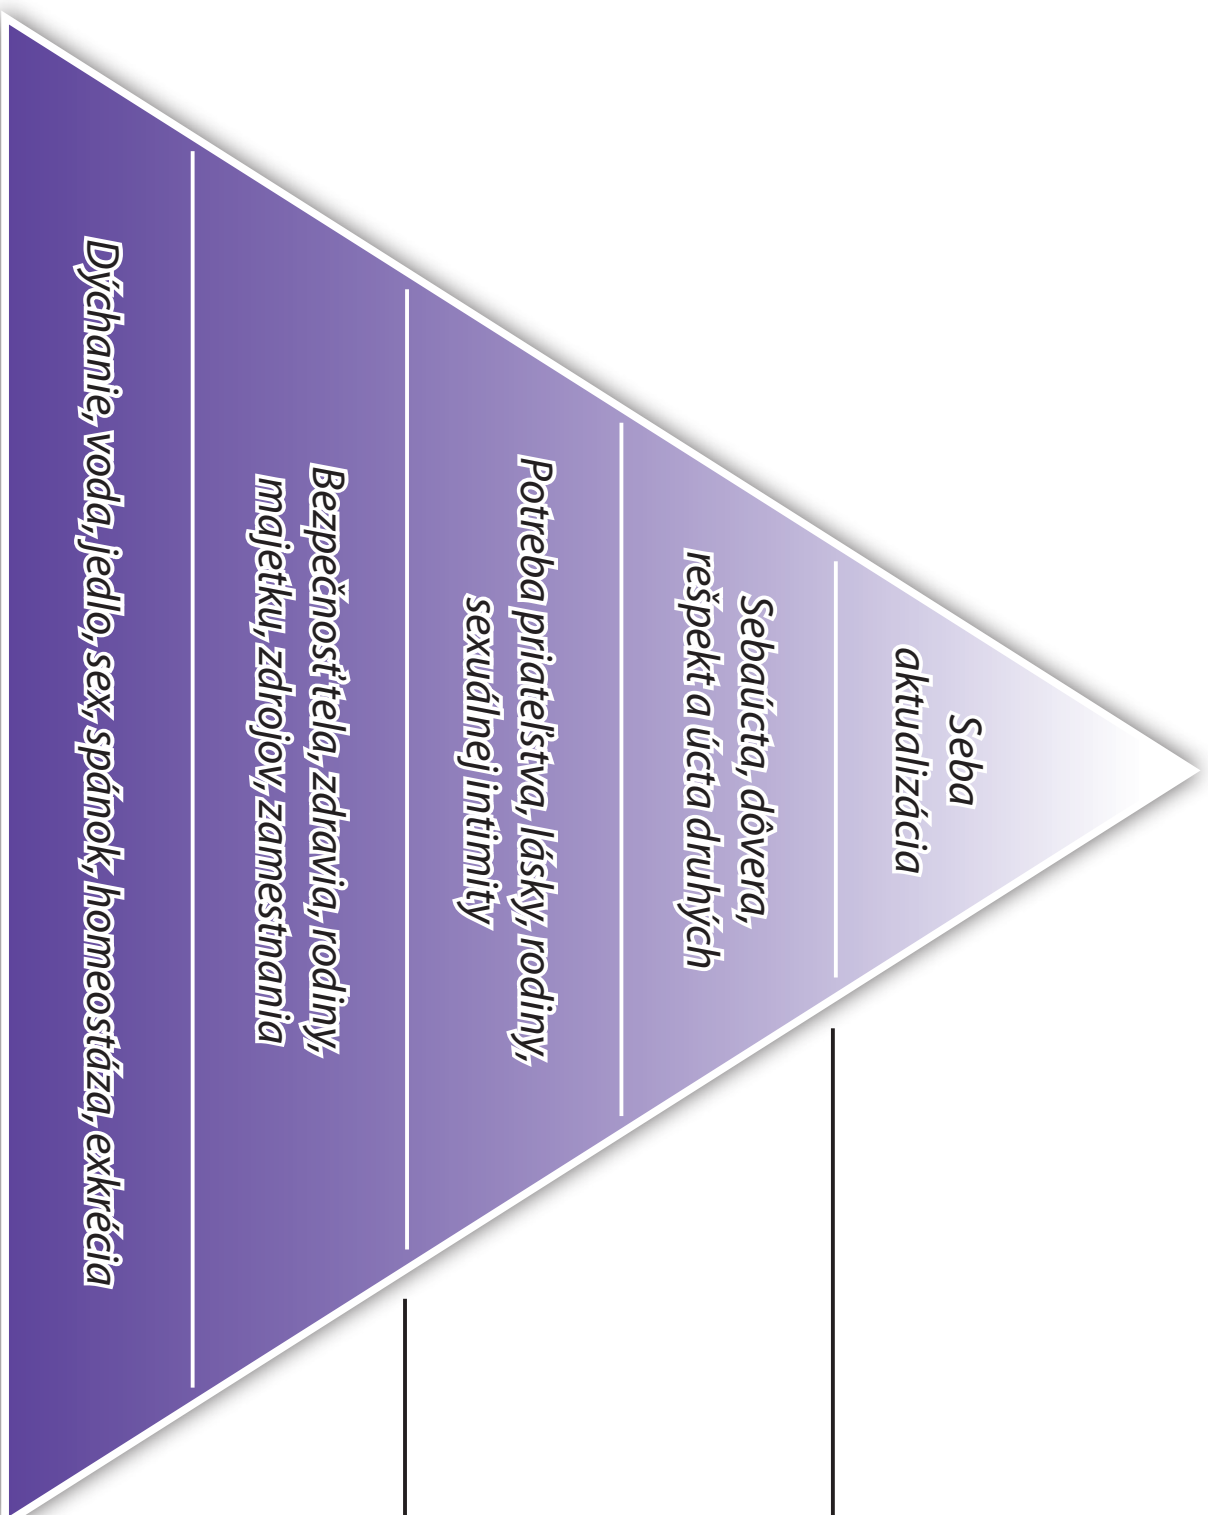 Seba
aktualizácia
Sebaúcta, dôvera,
rešpekt a úcta druhých
Potreba priateľstva, lásky, rodiny,
sexuálnej intimity
Bezpečňosť tela, zdravia, rodiny,
majetku, zdrojov, zamestnania
Dýchanie, voda, jedlo, sex, spánok, homeostáza, exkrécia